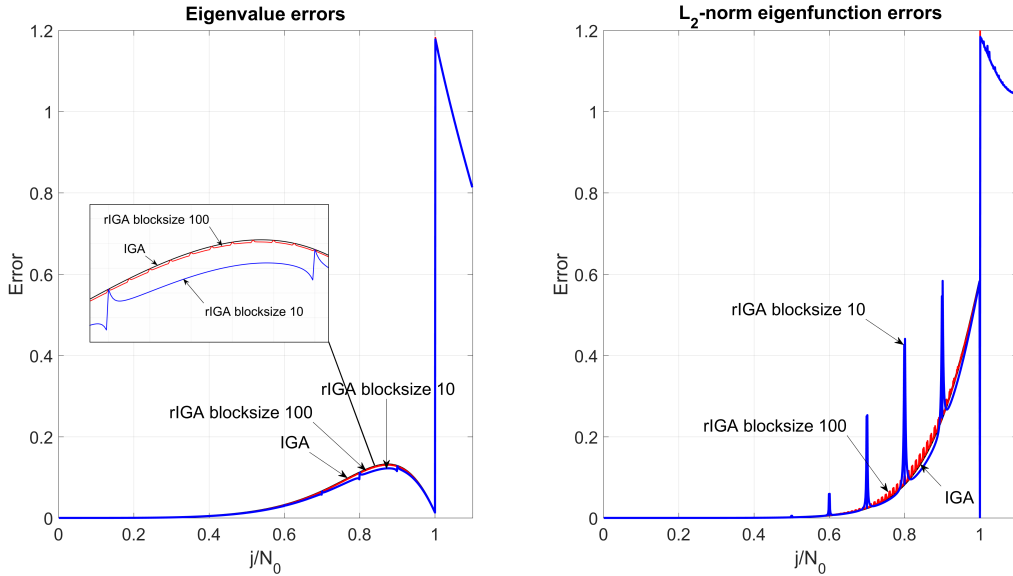 Eigenvalue errors
1.2
1
0.8
0.6
0.4
0.2
0
Error
rIGA blocksize 100
IGA
rIGA blocksize 10
rIGA blocksize 10
rIGA blocksize 100
IGA
0
0.2
0.4
0.6
0.8
1
j/N0
L2-norm eigenfunction errors
1.2
1
0.8
0.6
0.4
0.2
0
Error
rIGA blocksize 10
rIGA blocksize 100
IGA
0
0.2
0.4
0.6
0.8
1
j/N0